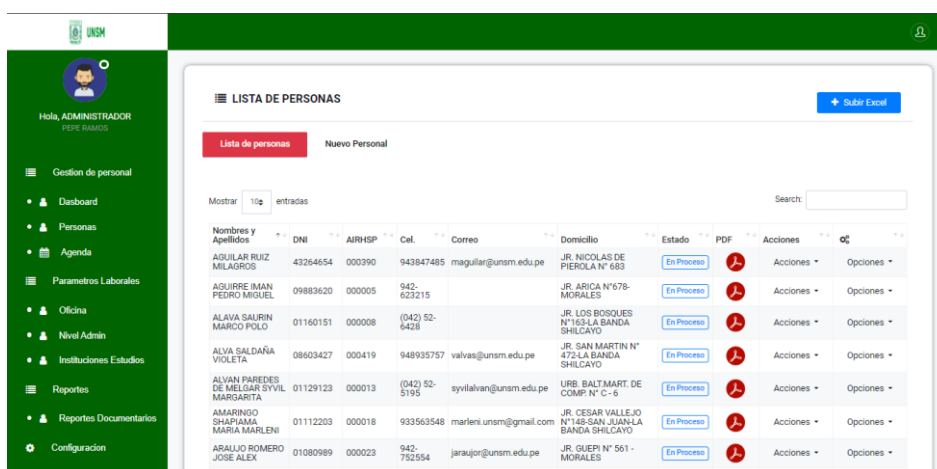 UNSM
Hola, ADMINISTRADOR
PEPE RAMOS
Gestion de personal
Dasboard
Personas
Agenda
Parametros Laborales
Oficina
Nivel Admin
Instituciones Estudios
Reportes
Reportes Documentarios
Configuracion
LISTA DE PERSONAS
+ Subir Excel
Lista de personas Nuevo Personal
Mostrar 10 entradas Search:
Nombres y
Apellidos DNI AIRHSP Cel. Correo Domicilio Estado PDF Acciones
AGUILAR RUIZ
MILAGROS 43264654 000390 943847485 maguilar@unsm.edu.pe JR. NICOLAS DE
PIEROLA N° 683 En Proceso Acciones Opciones
AGUIRRE IMAN
PEDRO MIGUEL 09883620 000005 942-
623215 JR. ARICA N°678-
MORALES En Proceso Acciones Opciones
ALAVA SAURIN
MARCO POLO 01160151 000008 (042) 52-
6428 JR. LOS BOSQUES
N°163-LA BANDA
SHILCAYO En Proceso Acciones Opciones
ALVA SALDAÑA
VIOLETA 08603427 000419 948935757 valvas@unsm.edu.pe JR. SAN MARTIN N°
472-LA BANDA
SHILCAYO En Proceso Acciones Opciones
ALVAN PAREDES
DE MELGAR SYVIL
MARGARITA 01129123 000013 (042) 52-
5195 syvilalvan@unsm.edu.pe URB. BALT.MART. DE
COMP. N° C - 6 En Proceso Acciones Opciones
AMARINGO
SHAPIAMA
MARIA MARLENI 01112203 000018 933563548 marleni.unsm@gmail.com JR. CESAR VALLEJO
N°148-SAN JUAN-LA
BANDA SHILCAYO En Proceso Acciones Opciones
ARAUJO ROMERO
JOSE ALEX 01080989 000023 942-
752554 jaraujor@unsm.edu.pe JR. GUEPI N° 561 -
MORALES En Proceso Acciones Opciones